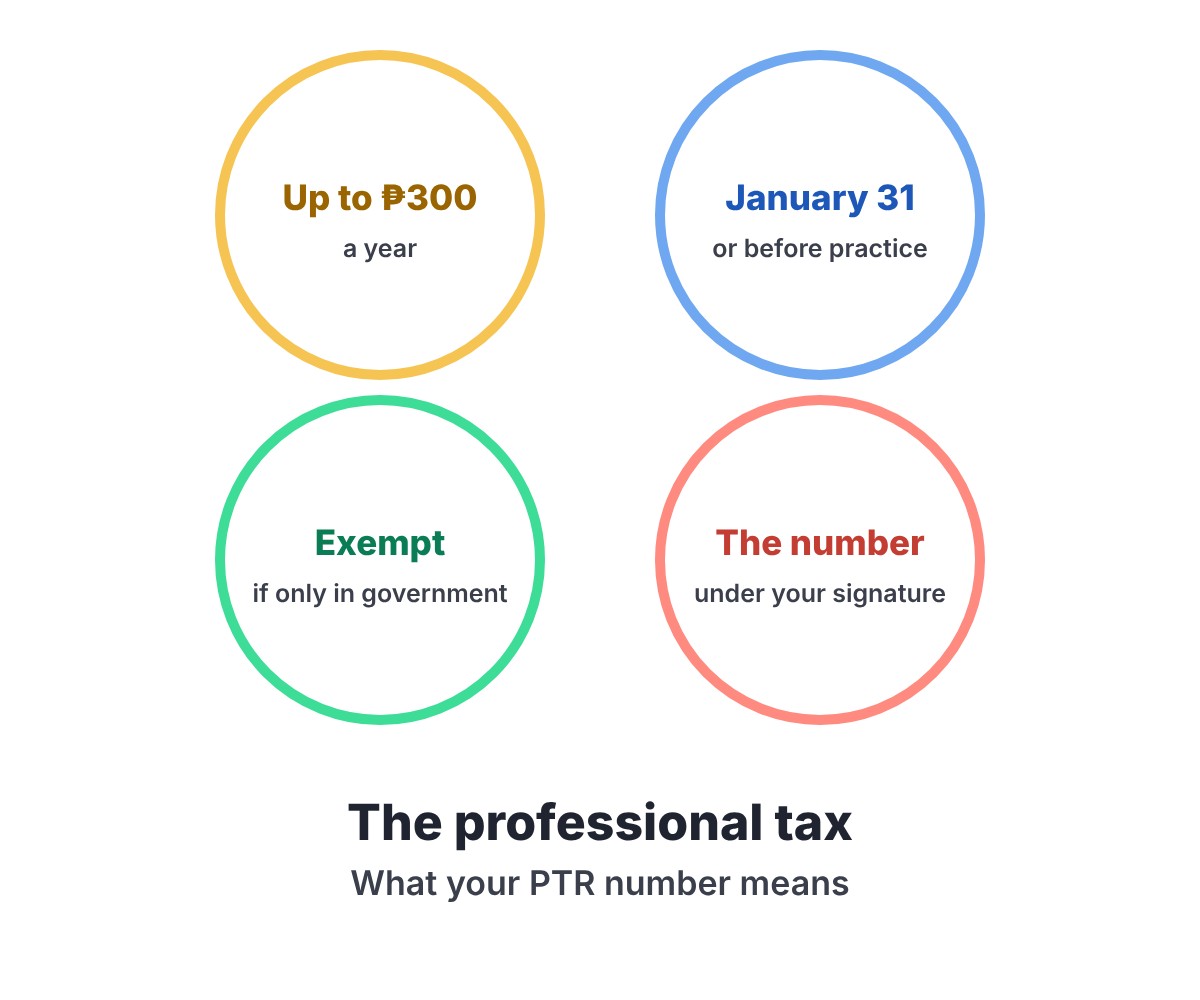 Up to ₱300
a year
January 31
or before practice
Exempt
if only in government
The number
under your signature
The professional tax
What your PTR number means